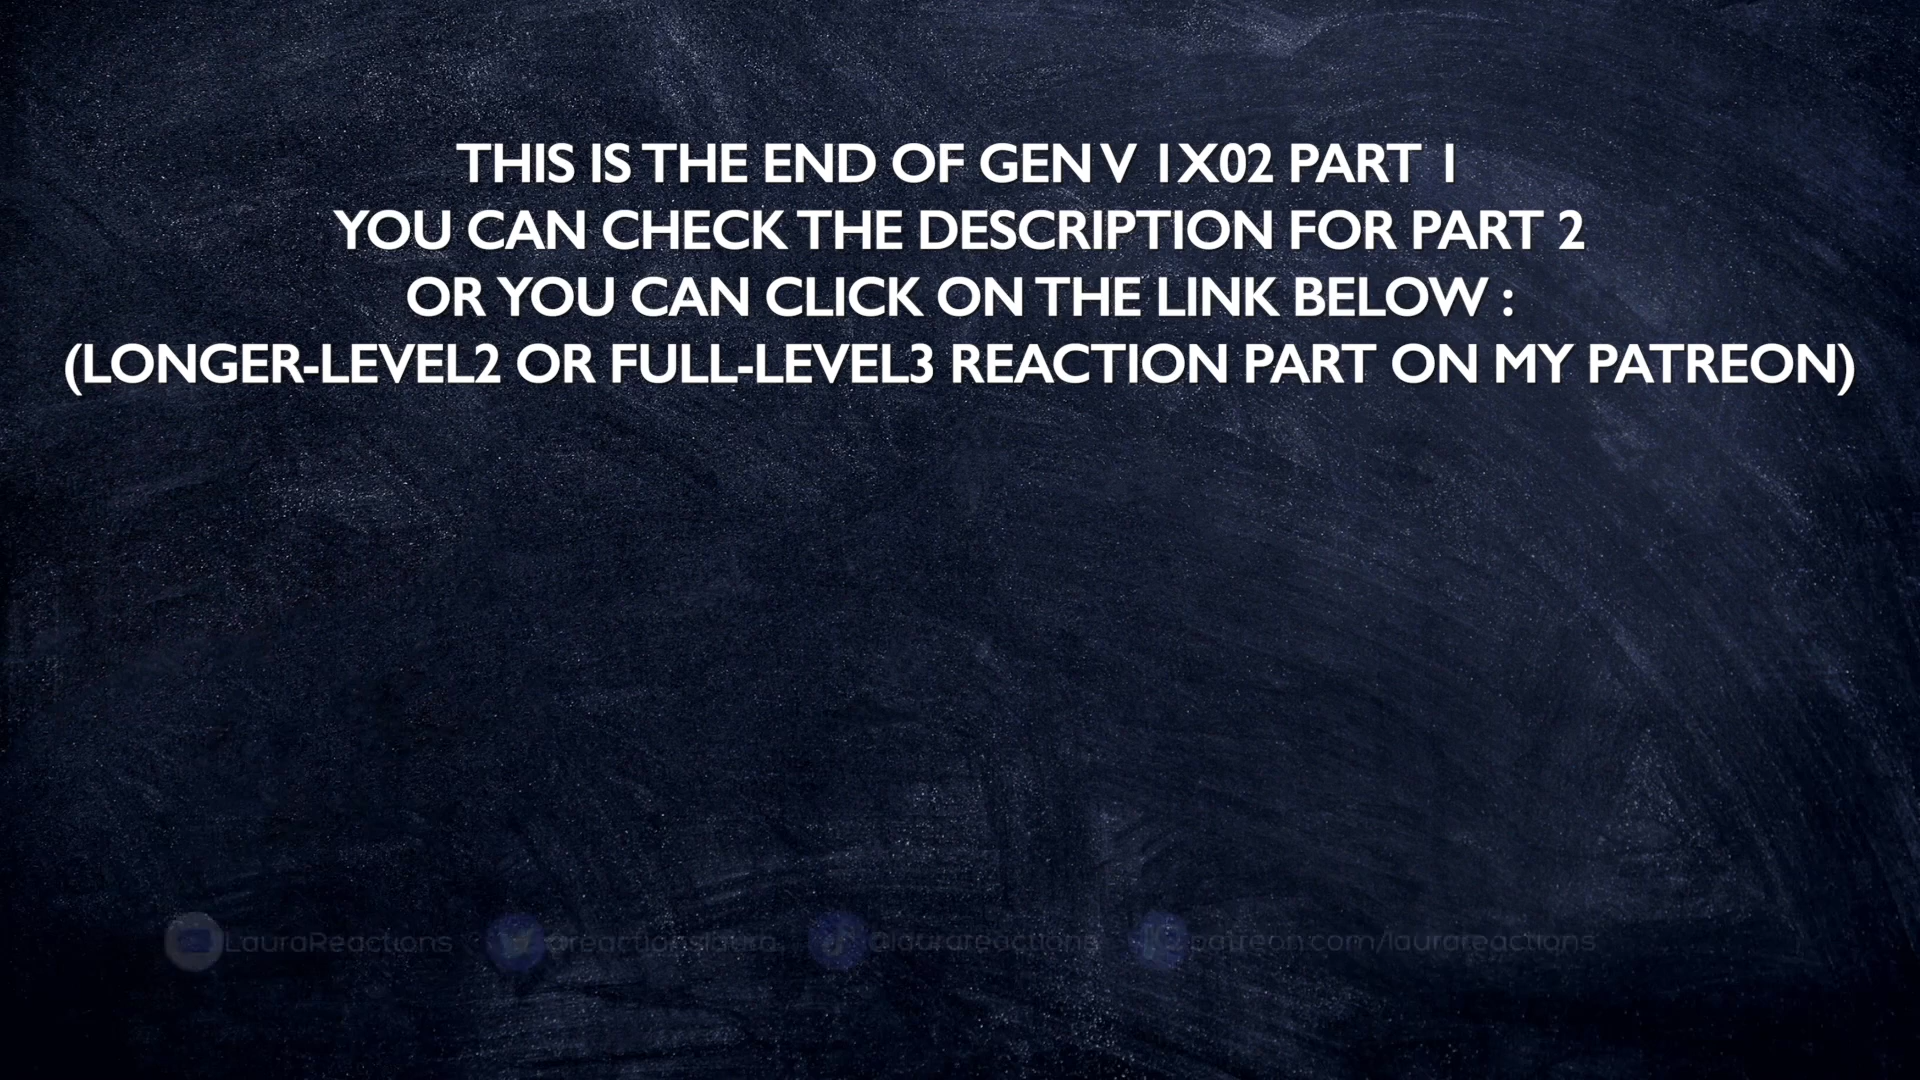 THIS IS THE END OF GEN V 1X02 PART 1
YOU CAN CHECK THE DESCRIPTION FOR PART 2
OR YOU CAN CLICK ON THE LINK BELOW :
(LONGER-LEVEL2 OR FULL-LEVEL3 REACTION PART ON MY PATREON)
LauraReactions @reactionslaura @laurareactions patreon.com/laurareactions